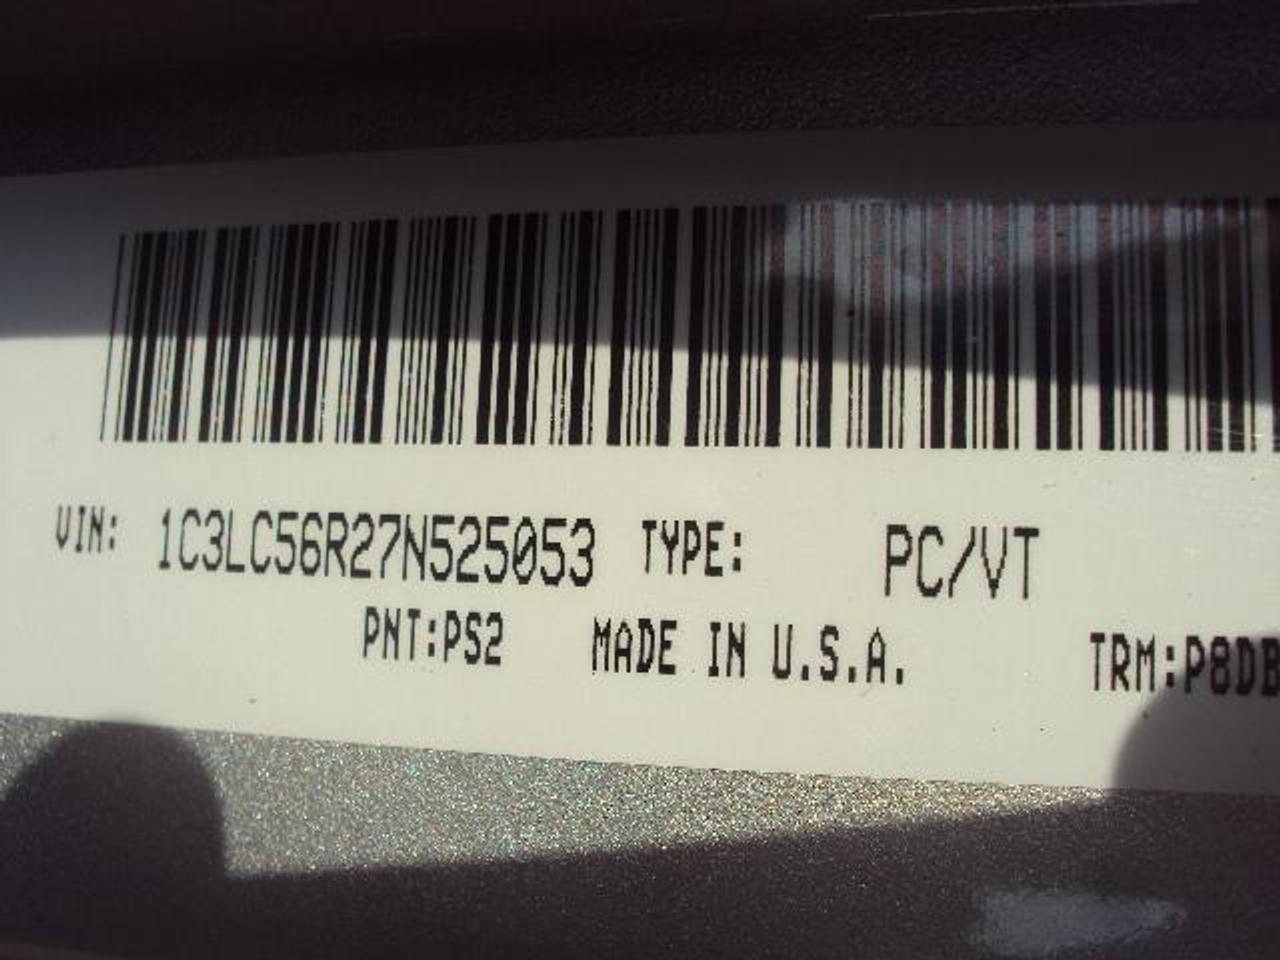 VIN: 1C3LC56R27N525053 TYPE: PC/VT
PNT:PS2 MADE IN U.S.A. TRM:P8DB